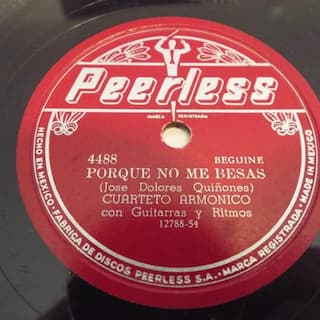 Peerless
MARCA REGISTRADA
4488 BEGUINE
PORQUE NO ME BESAS
(Jose Dolores Quiñones)
CUARTETO ARMONICO
con Guitarras y Ritmos
12788-54
HECHO EN MEXICO-FABRICA DE DISCOS PEERLESS S.A.-MARCA REGISTRADA-MADE IN MEXICO